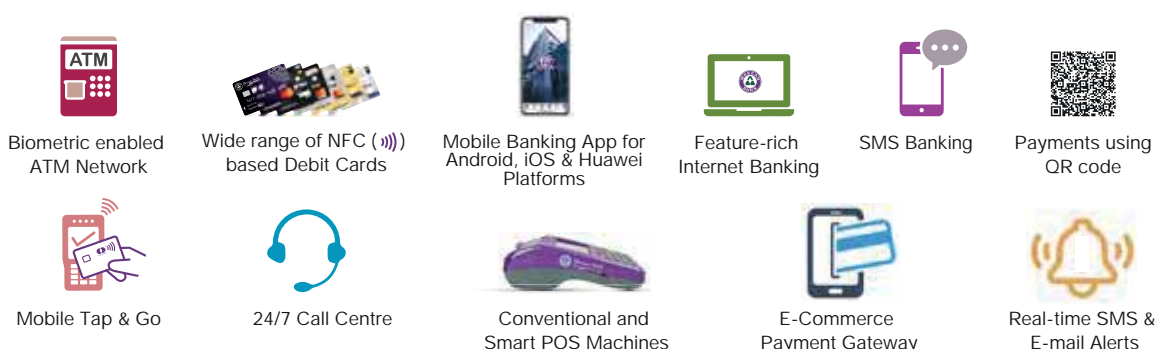 ATM
Biometric enabled
ATM Network
Wide range of NFC ( )
based Debit Cards
Mobile Banking App for
Android, iOS & Huawei
Platforms
Feature-rich
Internet Banking
SMS Banking
Payments using
QR code
Mobile Tap & Go
24/7 Call Centre
Conventional and
Smart POS Machines
E-Commerce
Payment Gateway
Real-time SMS &
E-mail Alerts